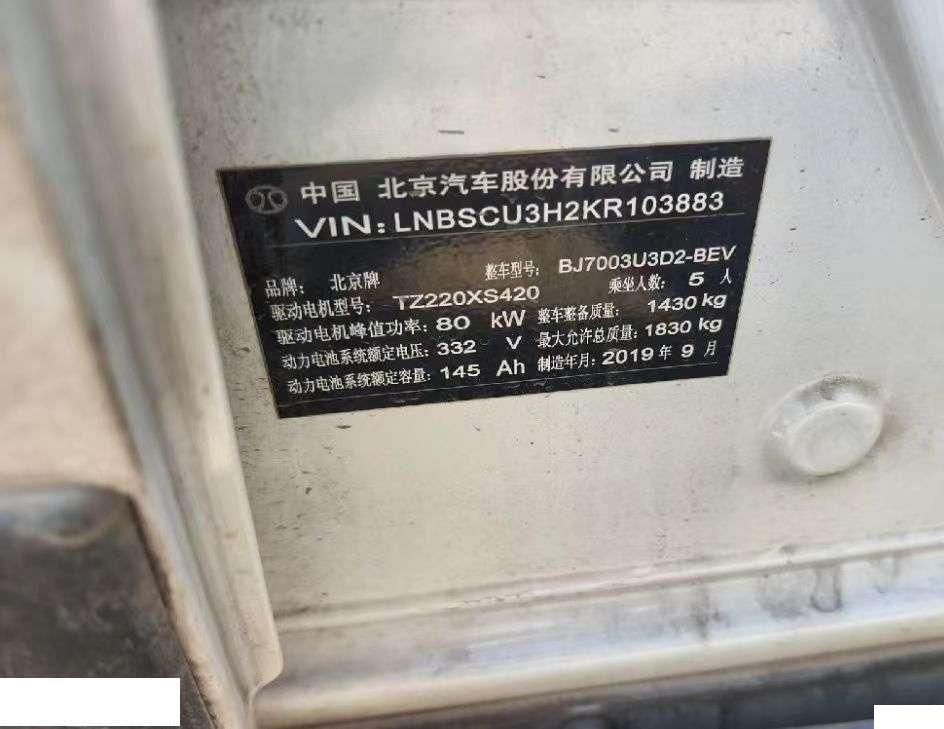 中国 北京汽车股份有限公司 制造
VIN: LNBSCU3H2KR103883
品牌: 北京牌 整车型号: BJ7003U3D2-BEV
驱动电机型号: TZ220XS420 乘坐人数: 5 人
驱动电机峰值功率: 80 kW 整车整备质量: 1430 kg
动力电池系统额定电压: 332 V 最大允许总质量: 1830 kg
动力电池系统额定容量: 145 Ah 制造年月: 2019 年 9 月